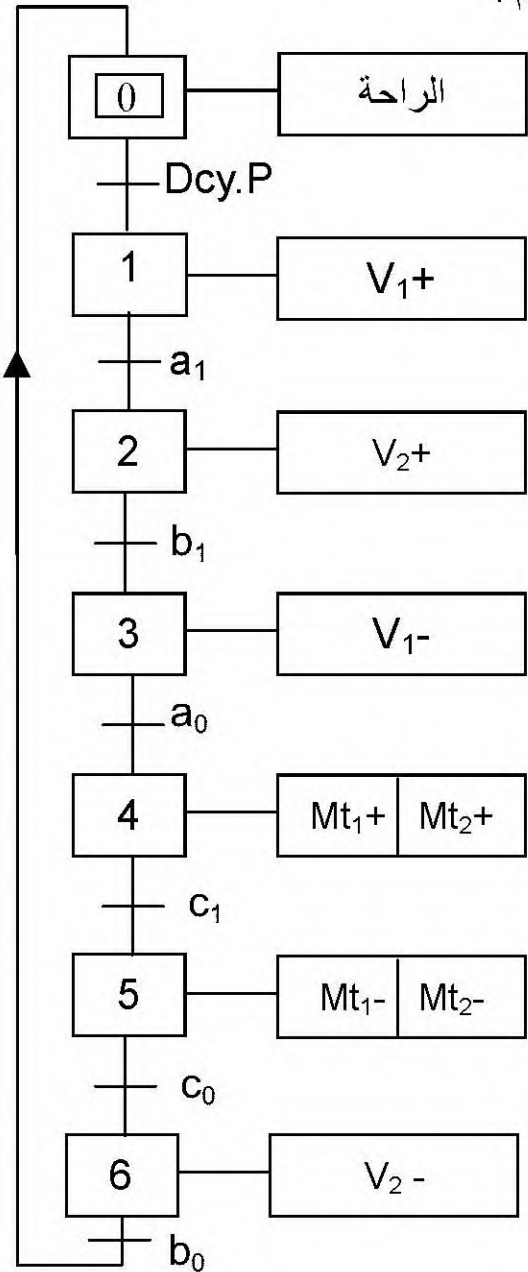 0 الراحة
Dcy.P
1 V₁+
a₁
2 V₂+
b₁
3 V₁-
a₀
4 Mt₁+ Mt₂+
c₁
5 Mt₁- Mt₂-
c₀
6 V₂ -
b₀